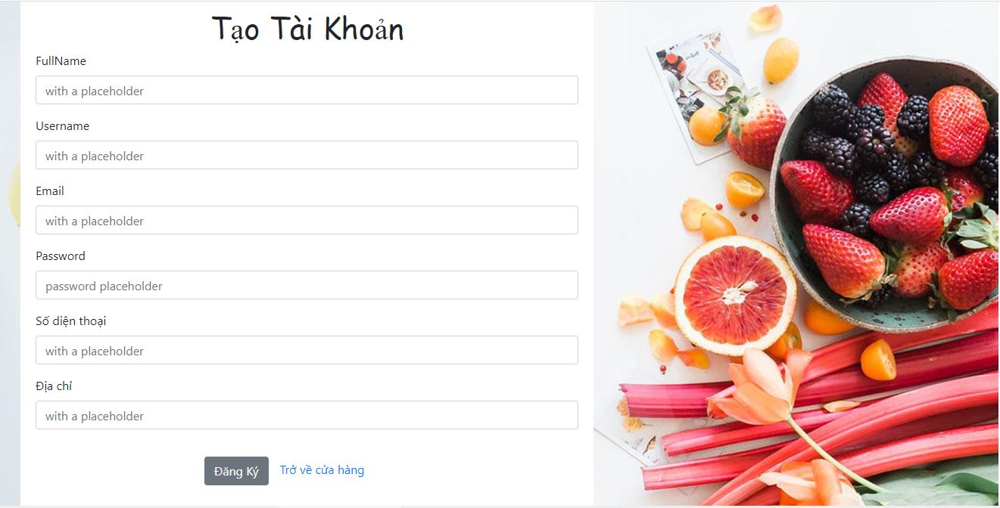 Tạo Tài Khoản
FullName
with a placeholder
Username
with a placeholder
Email
with a placeholder
Password
password placeholder
Số diện thoại
with a placeholder
Địa chỉ
with a placeholder
Đăng Ký Trở về cửa hàng